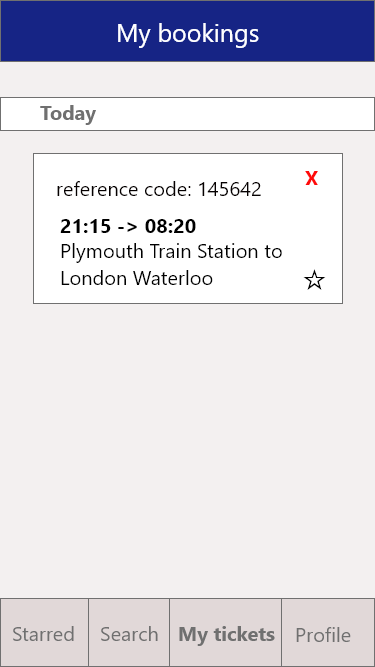 My bookings
Today
X
reference code: 145642
21:15 -> 08:20
Plymouth Train Station to
London Waterloo
Starred Search My tickets Profile